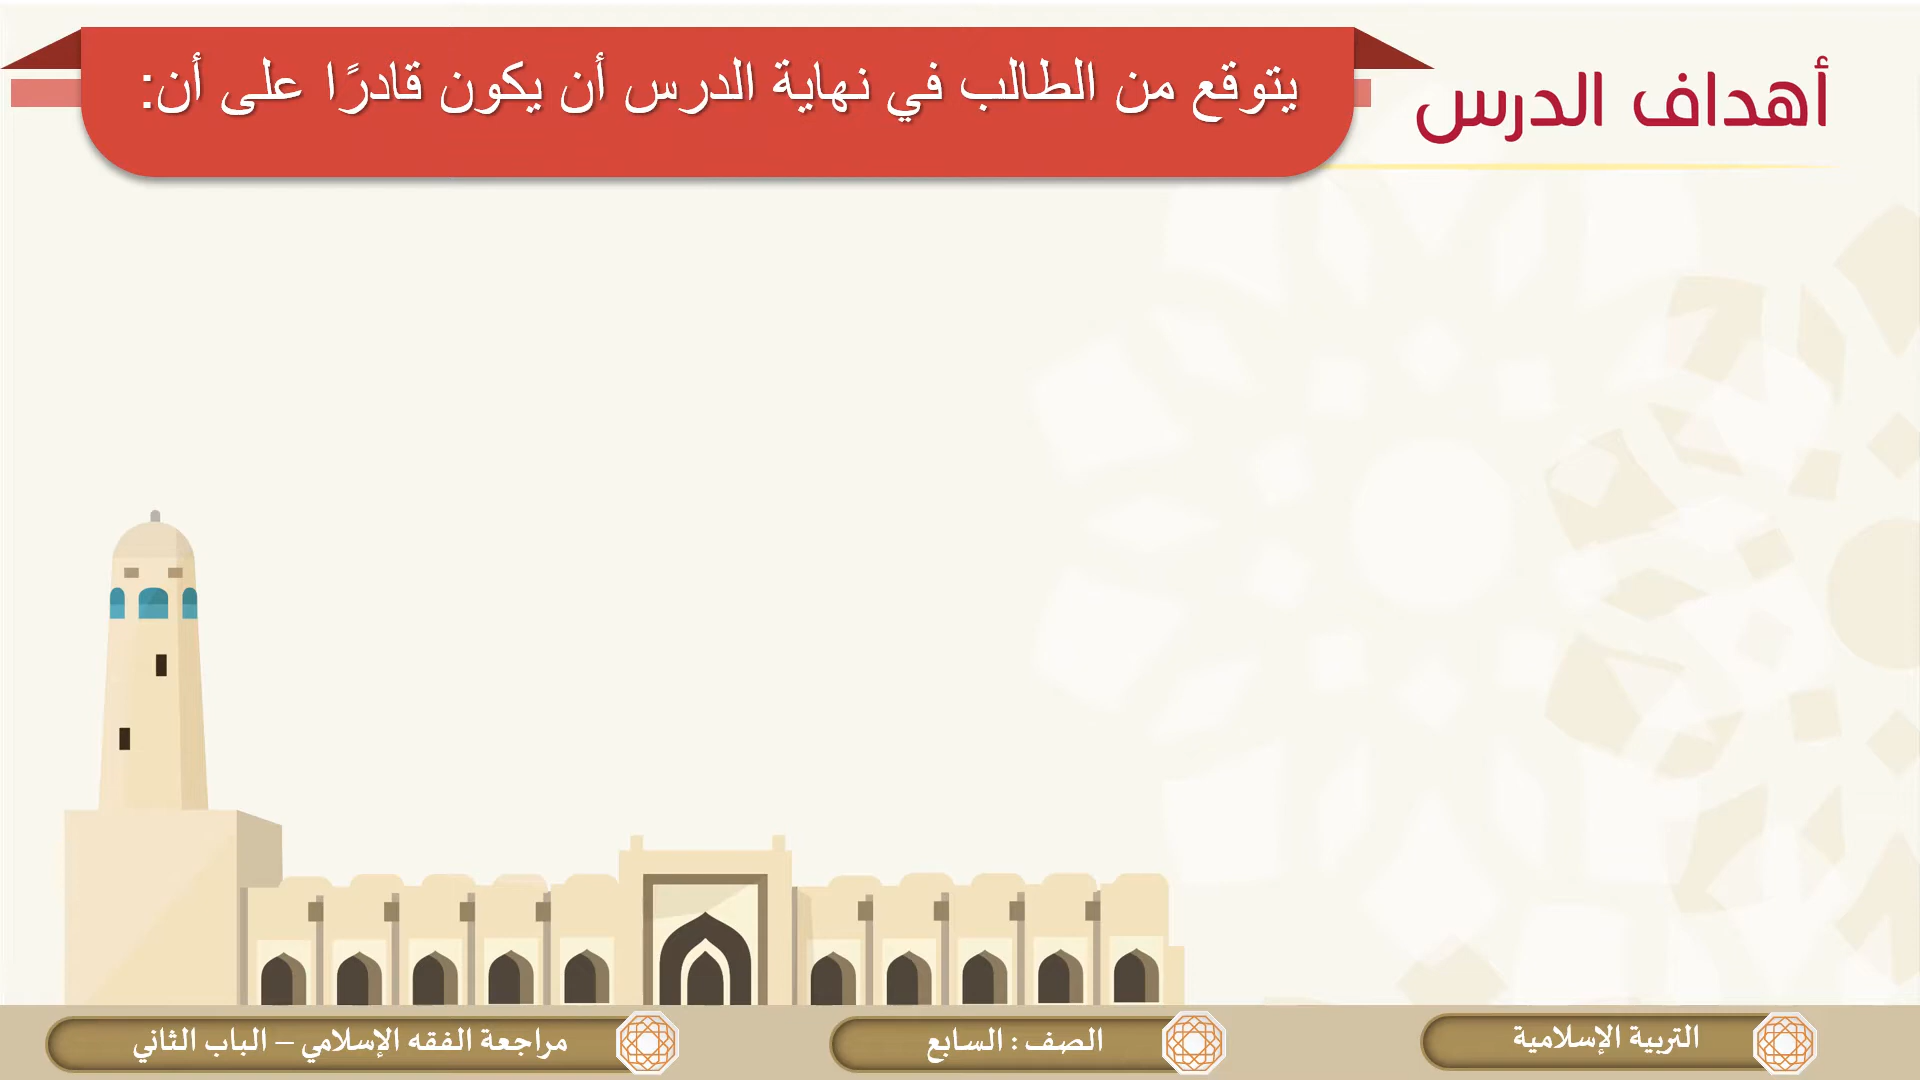 أهداف الدرس
يتوقع من الطالب في نهاية الدرس أن يكون قادرًا على أن:
التربية الإسلامية
الصف : السابع
مراجعة الفقه الإسلامي – الباب الثاني